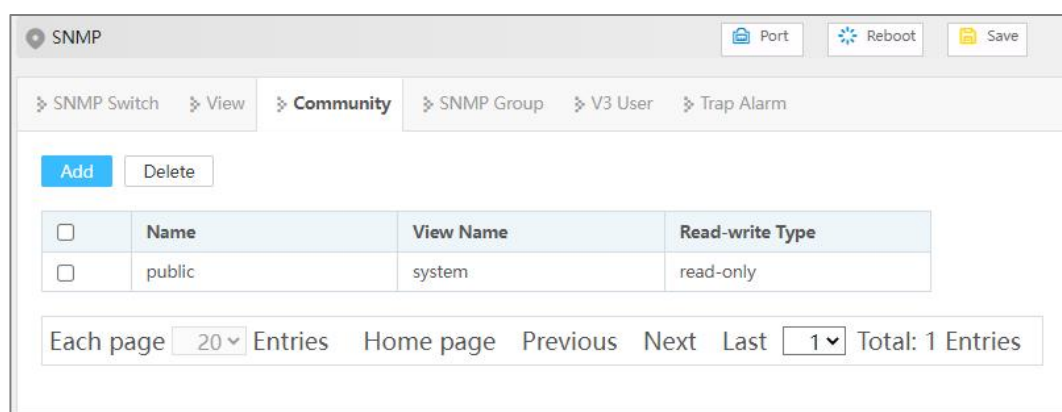 SNMP Port Reboot Save
SNMP Switch View Community SNMP Group V3 User Trap Alarm
Add Delete
Name View Name Read-write Type
public system read-only
Each page 20 Entries Home page Previous Next Last 1 Total: 1 Entries